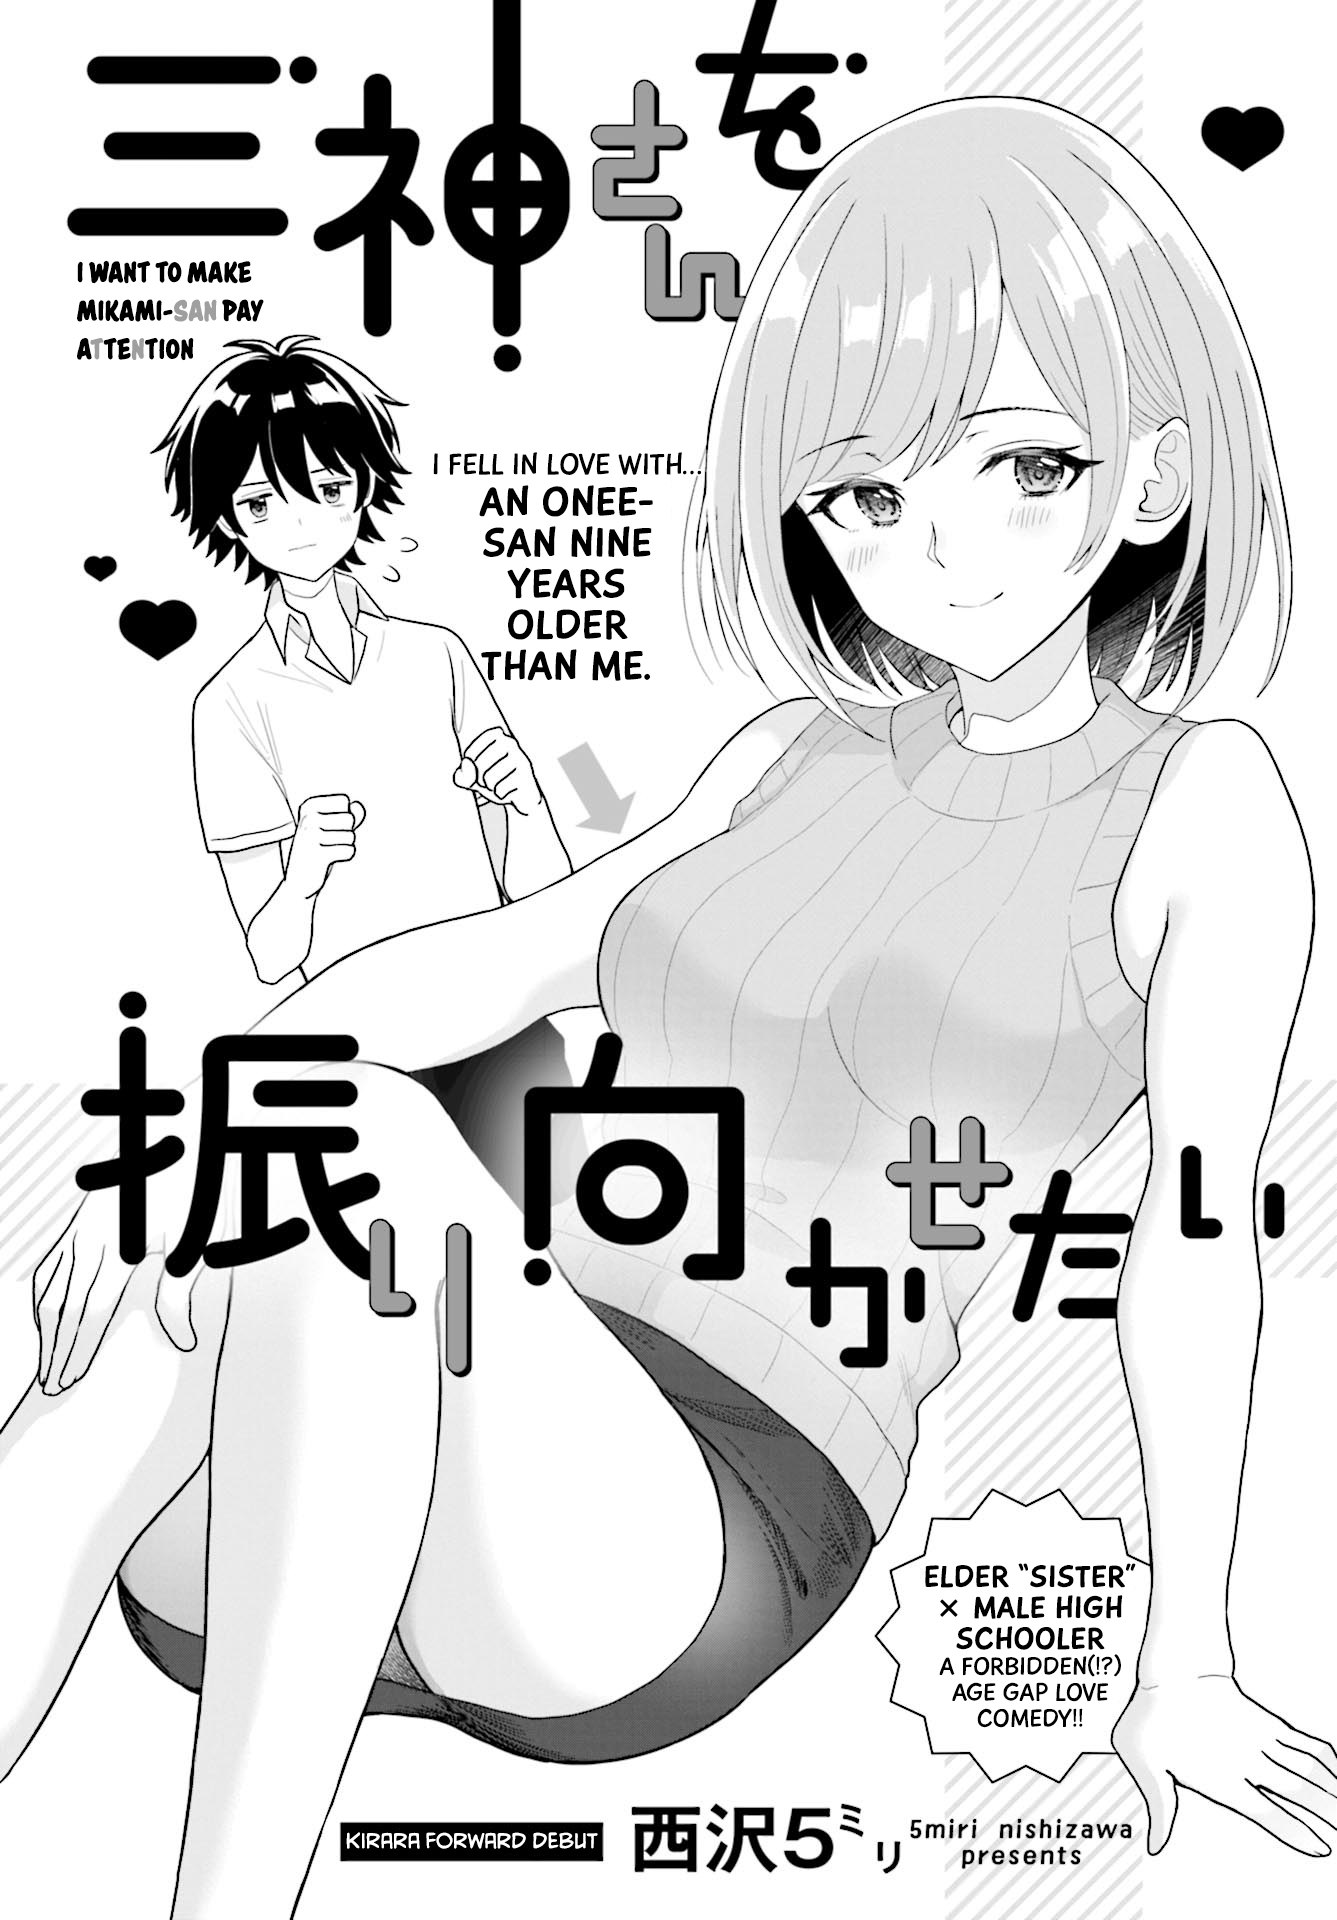 三神さんを
I WANT TO MAKE
MIKAMI-SAN PAY
ATTENTION
I FELL IN LOVE WITH...
AN ONEE-
SAN NINE
YEARS
OLDER
THAN ME.
振り向かせたい
ELDER “SISTER”
× MALE HIGH
SCHOOLER
A FORBIDDEN(!?)
AGE GAP LOVE
COMEDY!!
KIRARA FORWARD DEBUT
西沢5ミリ
5miri nishizawa
presents